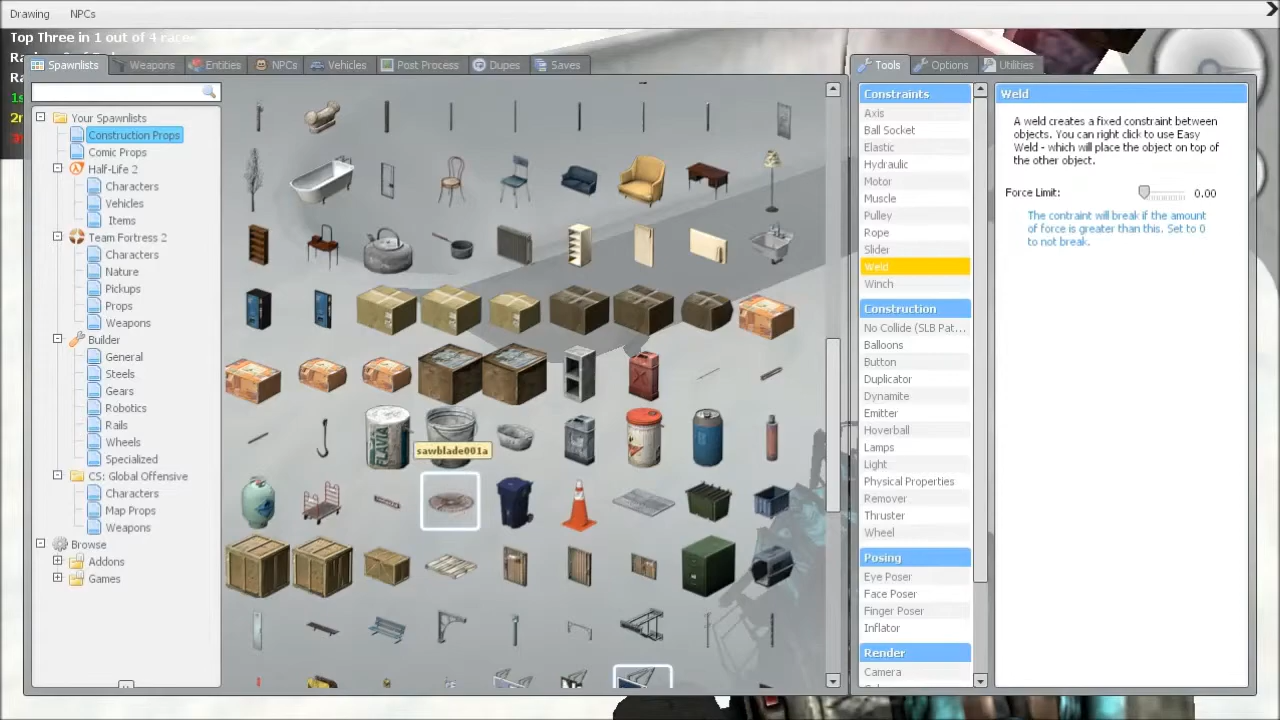 Drawing NPCs
Top Three in 1 out of 4 races
Spawnlists Weapons Entities NPCs Vehicles Post Process Dupes Saves
Tools Options Utilities
Your Spawnlists
Construction Props
Comic Props
Half-Life 2
Characters
Vehicles
Items
Team Fortress 2
Characters
Nature
Pickups
Props
Weapons
Builder
General
Steels
Gears
Robotics
Rails
Wheels
Specialized
CS: Global Offensive
Characters
Map Props
Weapons
Browse
Addons
Games
FLAVIA
sawblade001a
Constraints
Axis
Ball Socket
Elastic
Hydraulic
Motor
Muscle
Pulley
Rope
Slider
Weld
Winch
Construction
No Collide (SLB Pat...
Balloons
Button
Duplicator
Dynamite
Emitter
Hoverball
Lamps
Light
Physical Properties
Remover
Thruster
Wheel
Posing
Eye Poser
Face Poser
Finger Poser
Inflator
Render
Camera
Weld
A weld creates a fixed constraint between
objects. You can right click to use Easy
Weld - which will place the object on top of
the other object.
Force Limit: 0.00
The contraint will break if the amount
of force is greater than this. Set to 0
to not break.